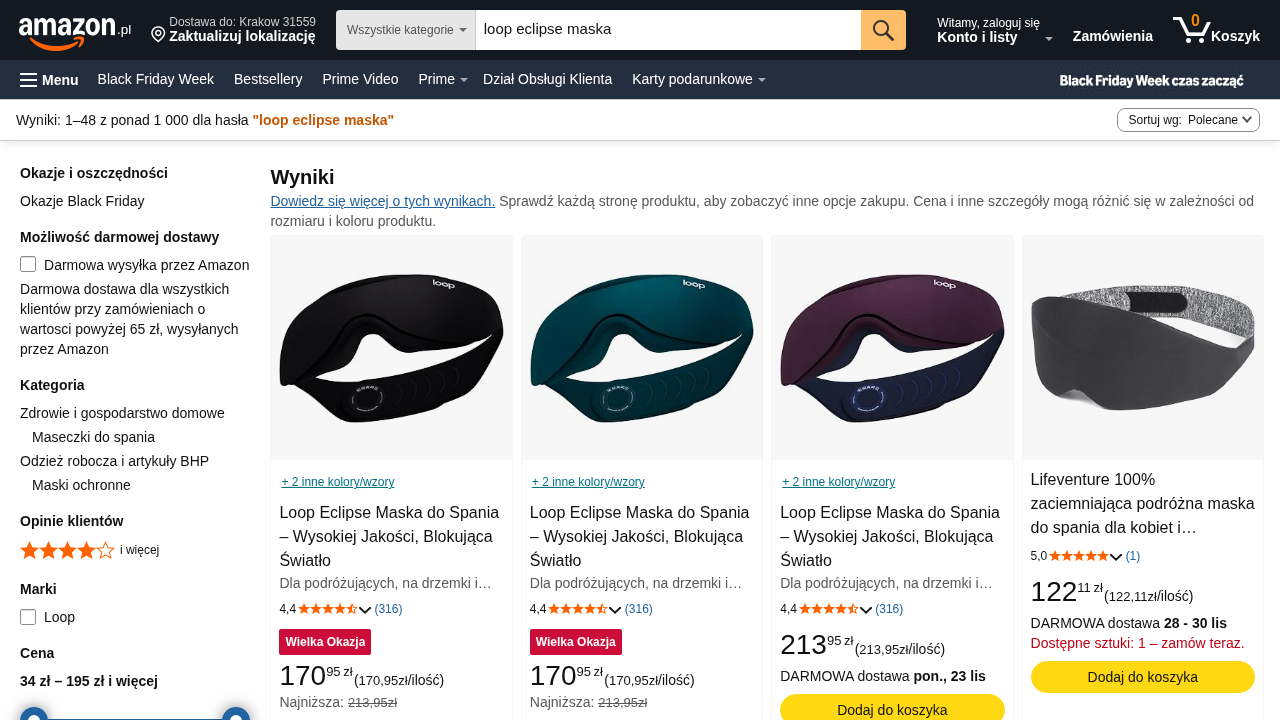 amazon.pl
Dostawa do: Krakow 31559
Zaktualizuj lokalizację
Wszystkie kategorie
loop eclipse maska
Witamy, zaloguj się
Konto i listy
Zamówienia
0
Koszyk
Menu
Black Friday Week
Bestsellery
Prime Video
Prime
Dział Obsługi Klienta
Karty podarunkowe
Black Friday Week czas zacząć
Wyniki: 1–48 z ponad 1 000 dla hasła "loop eclipse maska"
Sortuj wg: Polecane
Okazje i oszczędności
Okazje Black Friday
Możliwość darmowej dostawy
Darmowa wysyłka przez Amazon
Darmowa dostawa dla wszystkich
klientów przy zamówieniach o
wartosci powyżej 65 zł, wysyłanych
przez Amazon
Kategoria
Zdrowie i gospodarstwo domowe
Maseczki do spania
Odzież robocza i artykuły BHP
Maski ochronne
Opinie klientów
i więcej
Marki
Loop
Cena
34 zł – 195 zł i więcej
Wyniki
Dowiedz się więcej o tych wynikach. Sprawdź każdą stronę produktu, aby zobaczyć inne opcje zakupu. Cena i inne szczegóły mogą różnić się w zależności od
rozmiaru i koloru produktu.
loop
+ 2 inne kolory/wzory
Loop Eclipse Maska do Spania
– Wysokiej Jakości, Blokująca
Światło
Dla podróżujących, na drzemki i…
4,4 (316)
Wielka Okazja
170 95 zł (170,95zł/ilość)
Najniższa: 213,95zł
loop
+ 2 inne kolory/wzory
Loop Eclipse Maska do Spania
– Wysokiej Jakości, Blokująca
Światło
Dla podróżujących, na drzemki i…
4,4 (316)
Wielka Okazja
170 95 zł (170,95zł/ilość)
Najniższa: 213,95zł
loop
+ 2 inne kolory/wzory
Loop Eclipse Maska do Spania
– Wysokiej Jakości, Blokująca
Światło
Dla podróżujących, na drzemki i…
4,4 (316)
213 95 zł (213,95zł/ilość)
DARMOWA dostawa pon., 23 lis
Dodaj do koszyka
Lifeventure 100%
zaciemniająca podróżna maska
do spania dla kobiet i…
5,0 (1)
122 11 zł (122,11zł/ilość)
DARMOWA dostawa 28 - 30 lis
Dostępne sztuki: 1 – zamów teraz.
Dodaj do koszyka